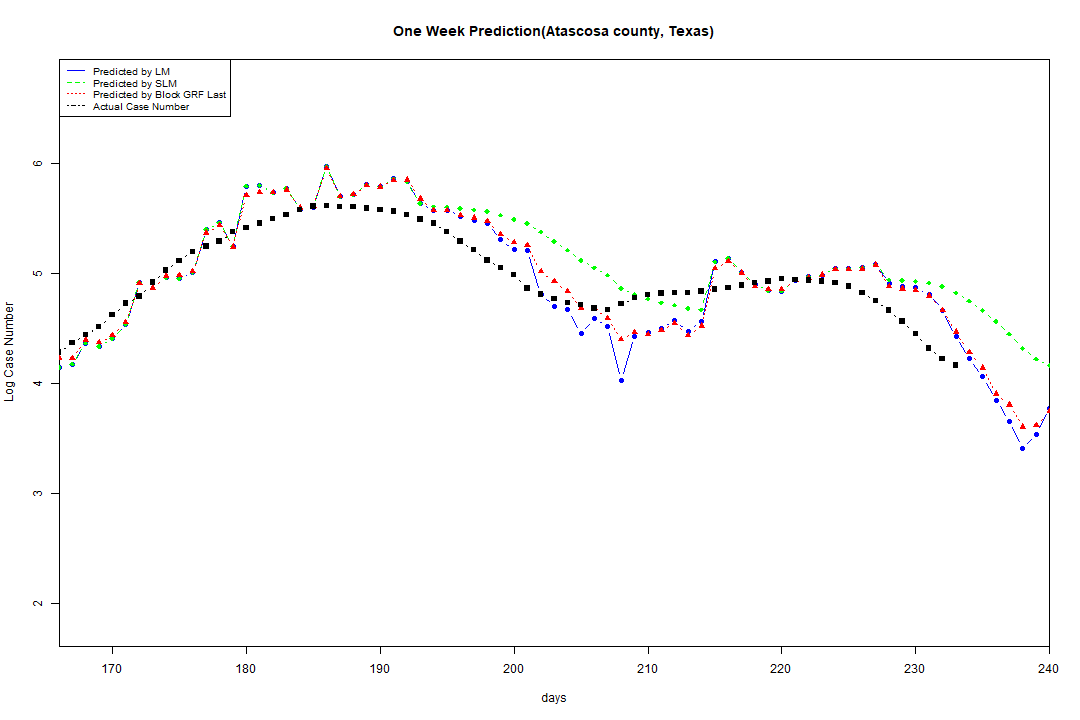 One Week Prediction(Atascosa county, Texas)
Predicted by LM
Predicted by SLM
Predicted by Block GRF Last
Actual Case Number
6
5
4
3
2
Log Case Number
170 180 190 200 210 220 230 240
days